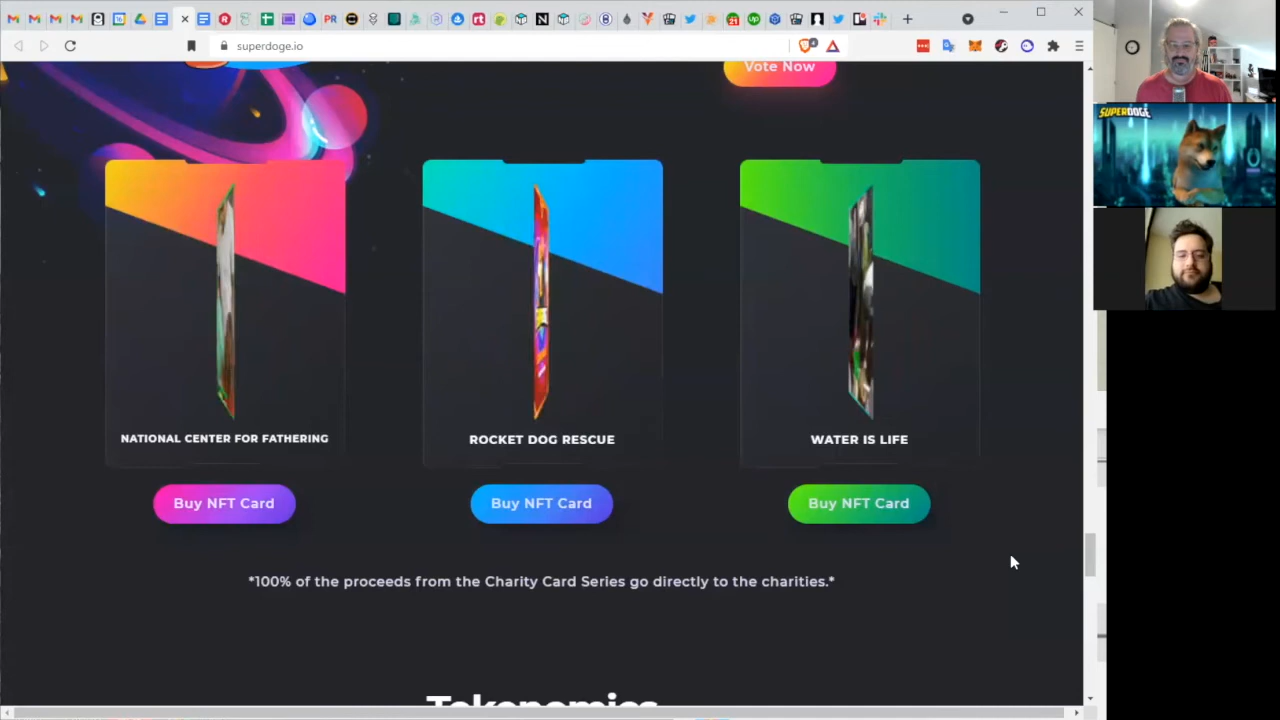 superdoge.io
Vote Now
SUPERDOGE
NATIONAL CENTER FOR FATHERING
ROCKET DOG RESCUE
WATER IS LIFE
Buy NFT Card
Buy NFT Card
Buy NFT Card
*100% of the proceeds from the Charity Card Series go directly to the charities.*
Tokenomics